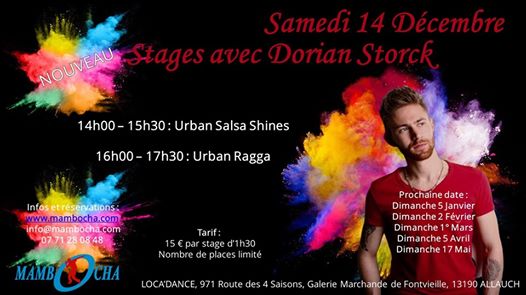 Samedi 14 Décembre
NOUVEAU
Stages avec Dorian Storck
14h00 – 15h30 : Urban Salsa Shines
16h00 – 17h30 : Urban Ragga
Infos et réservations :
www.mambocha.com
info@mambocha.com
07 71 28 08 48
Tarif :
15 € par stage d'1h30
Nombre de places limité
Prochaine date :
Dimanche 5 Janvier
Dimanche 2 Février
Dimanche 1° Mars
Dimanche 5 Avril
Dimanche 17 Mai
MAMBOCHA
LOCA'DANCE, 971 Route des 4 Saisons, Galerie Marchande de Fontvieille, 13190 ALLAUCH